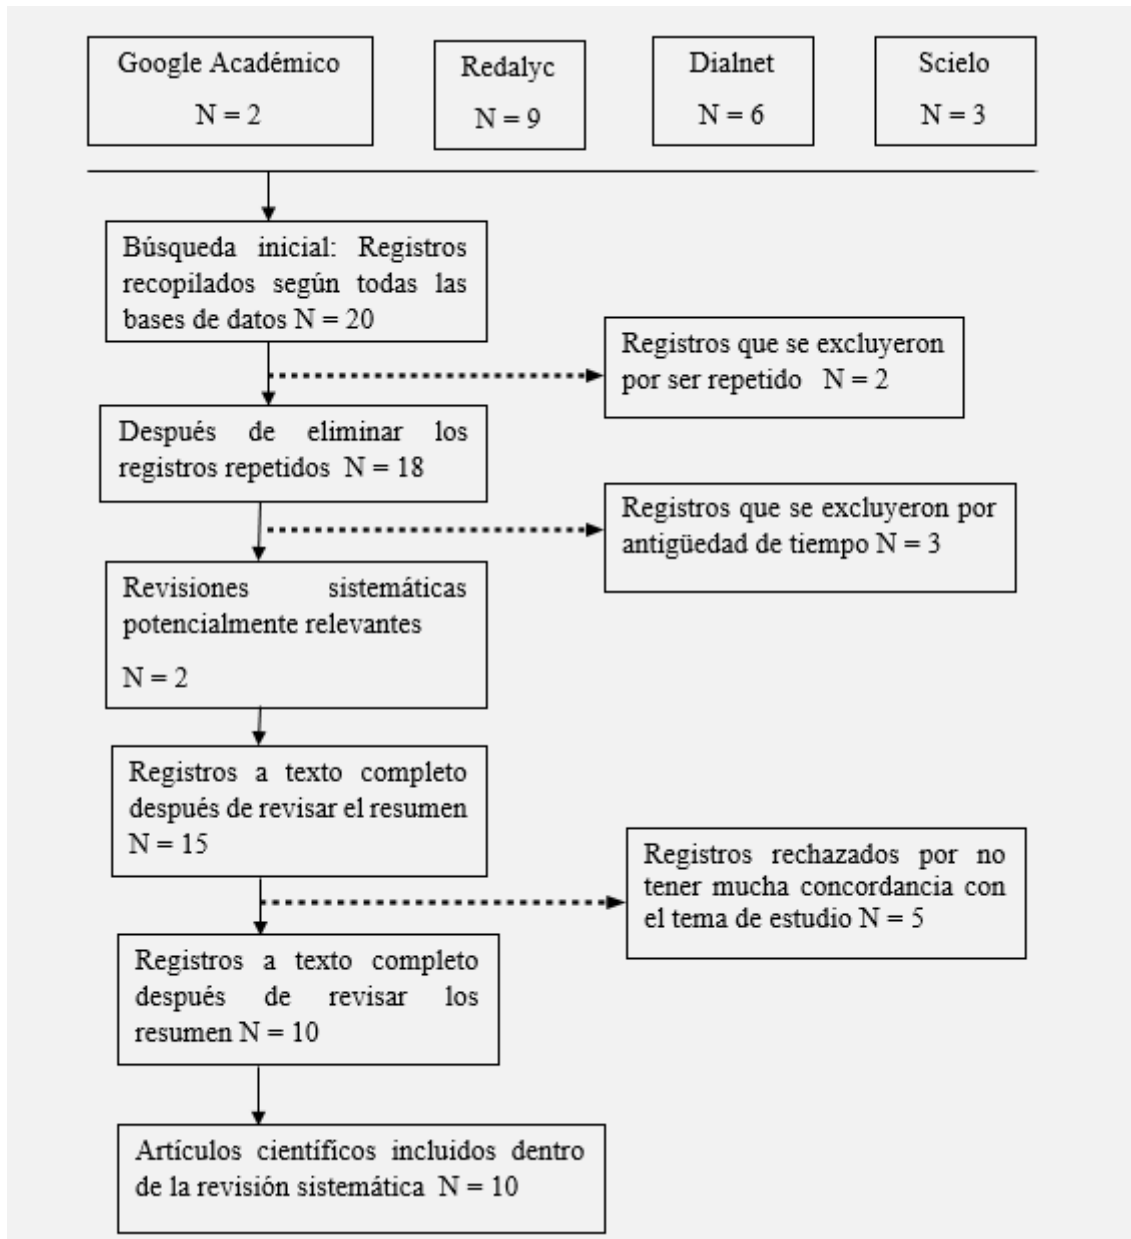 Google Académico
N = 2
Redalyc
N = 9
Dialnet
N = 6
Scielo
N = 3
Búsqueda inicial: Registros
recopilados según todas las
bases de datos N = 20
Registros que se excluyeron
por ser repetido N = 2
Después de eliminar los
registros repetidos N = 18
Registros que se excluyeron por
antigüedad de tiempo N = 3
Revisiones sistemáticas
potencialmente relevantes
N = 2
Registros a texto completo
después de revisar el resumen
N = 15
Registros rechazados por no
tener mucha concordancia con
el tema de estudio N = 5
Registros a texto completo
después de revisar los
resumen N = 10
Artículos científicos incluidos dentro
de la revisión sistemática N = 10